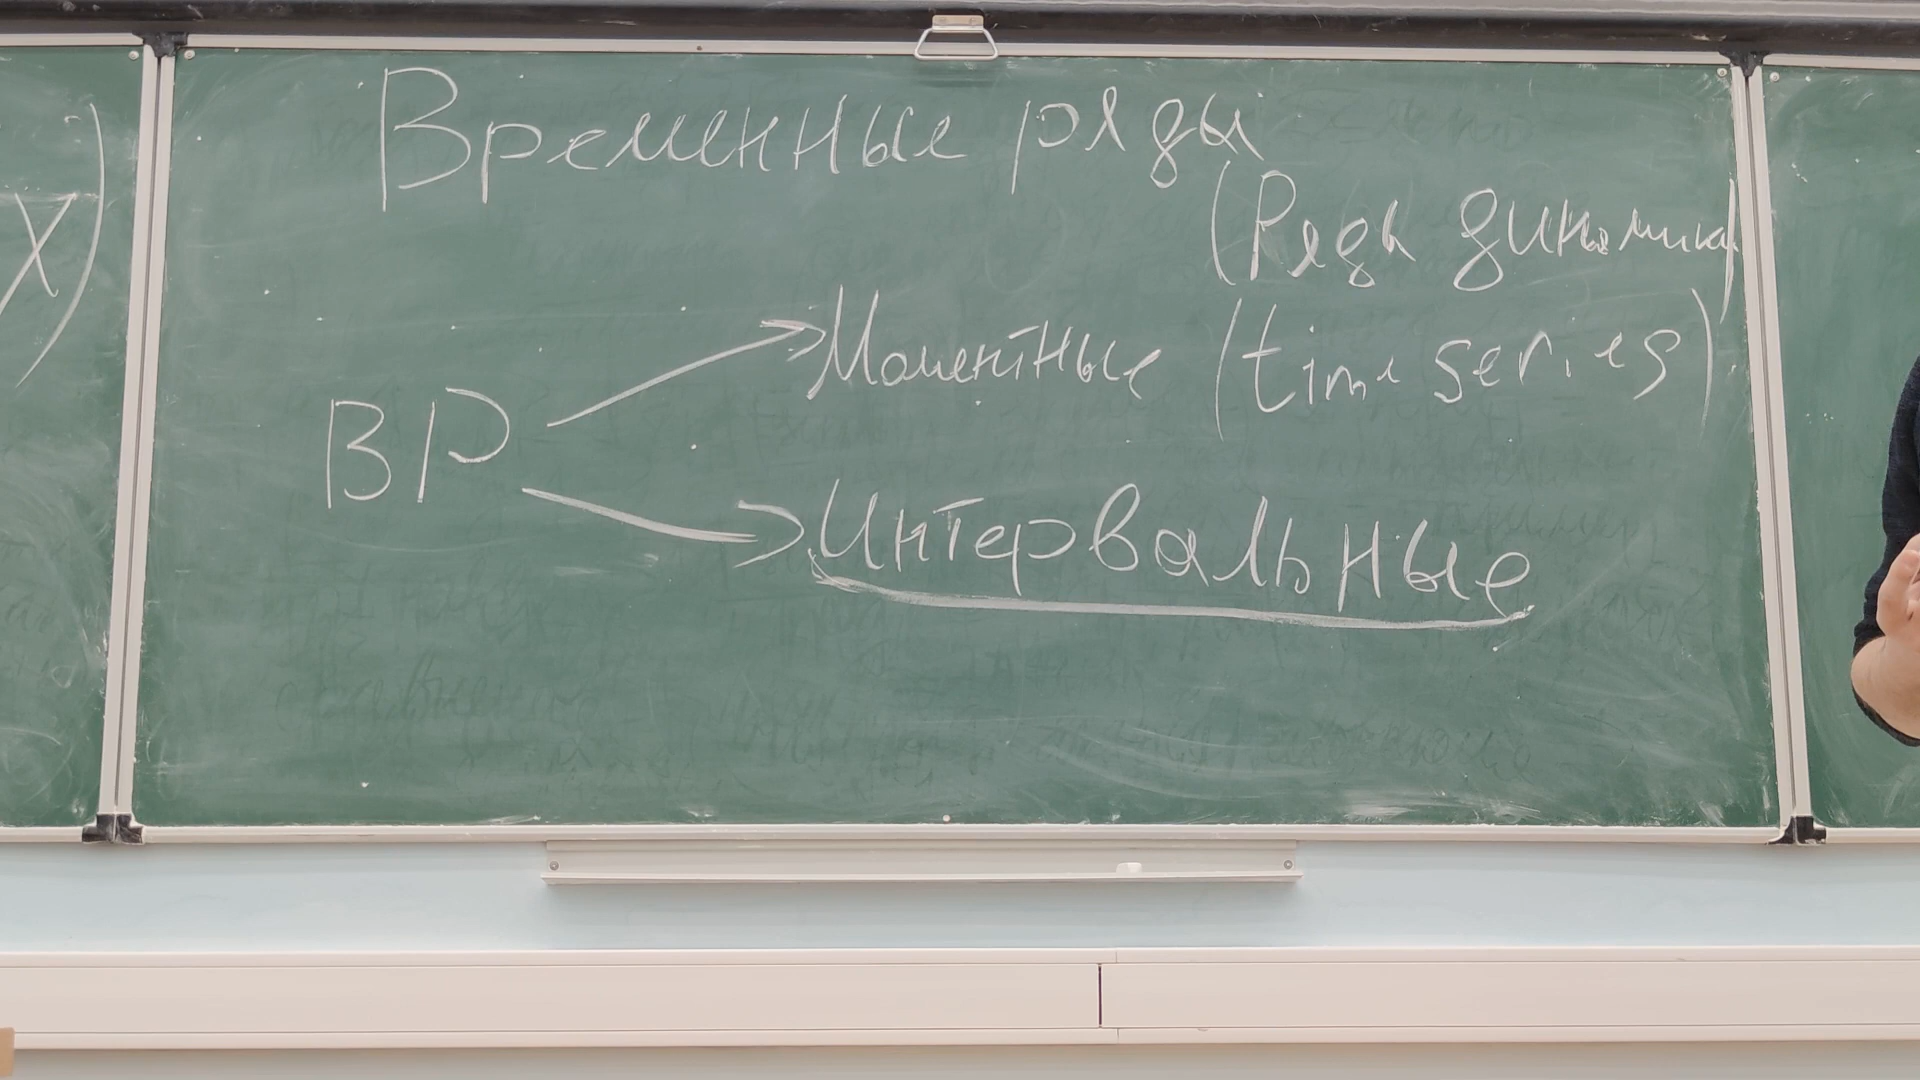 Временные ряды
(Ряды динамики)
Моментные (time series)
ВР
Интервальные
X)